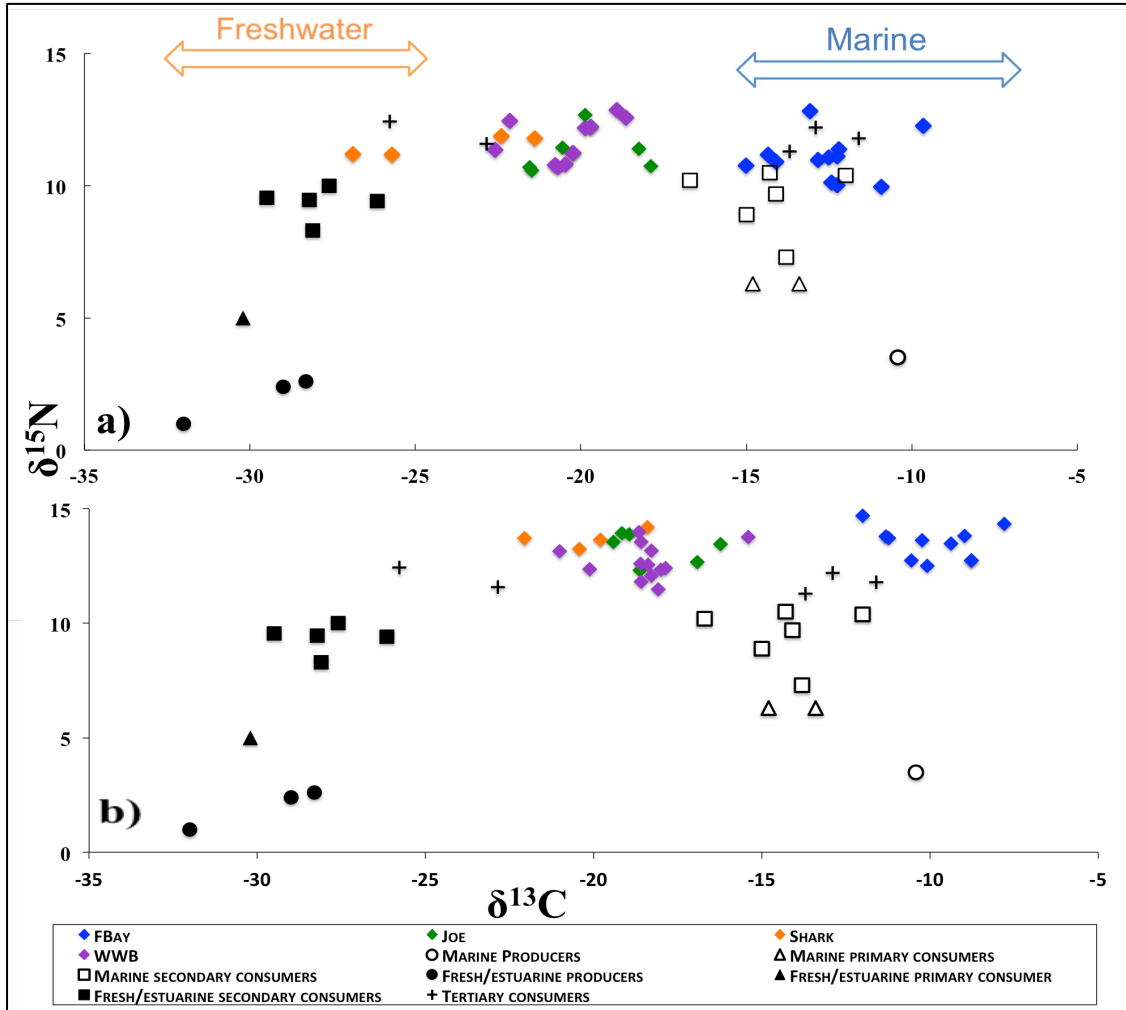 Freshwater
Marine
15
10
5
0
a)
δ15N
-35
-30
-25
-20
-15
-10
-5
15
10
5
0
b)
-35
-30
-25
-20
-15
-10
-5
δ13C
FBAY
JOE
SHARK
WWB
MARINE PRODUCERS
MARINE PRIMARY CONSUMERS
MARINE SECONDARY CONSUMERS
FRESH/ESTUARINE PRODUCERS
FRESH/ESTUARINE PRIMARY CONSUMER
FRESH/ESTUARINE SECONDARY CONSUMERS
TERTIARY CONSUMERS